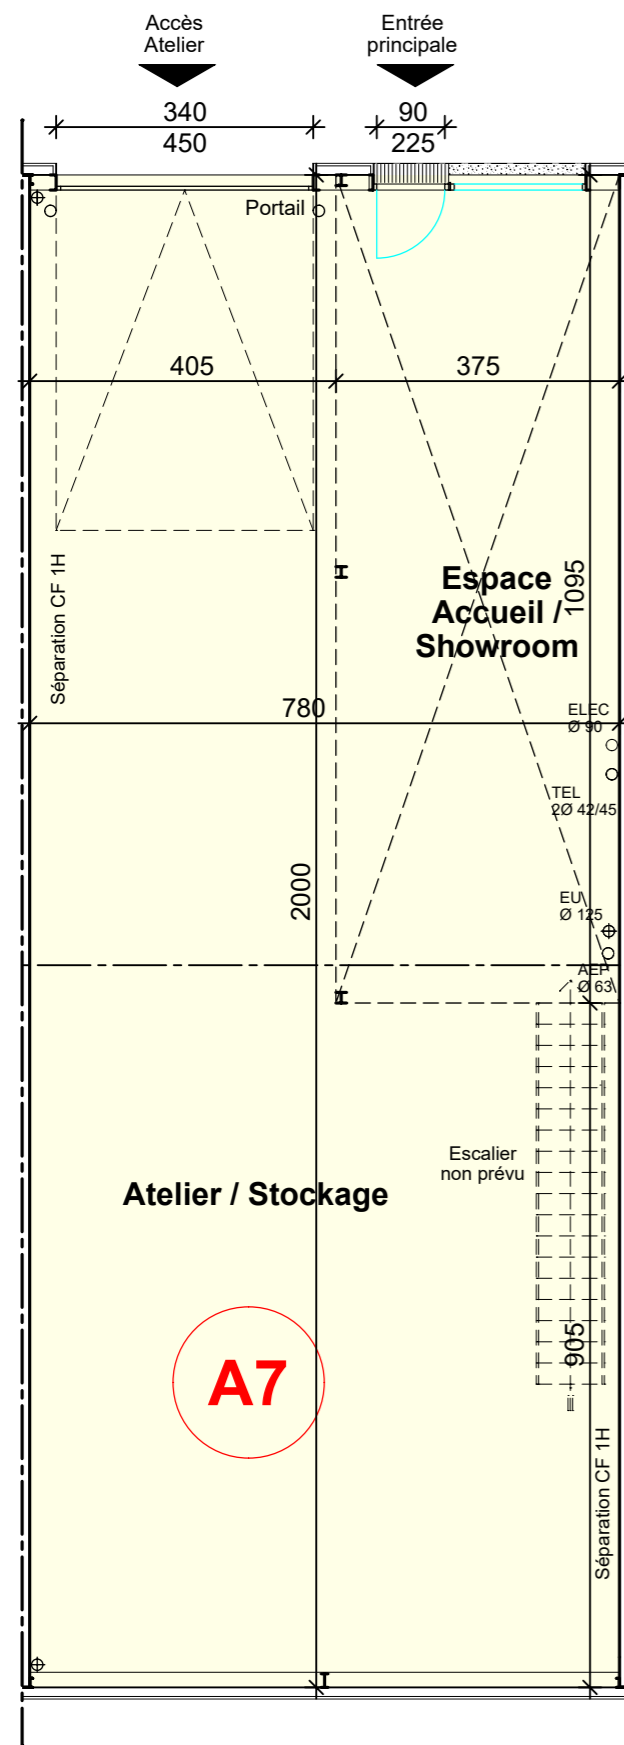 Accès
Atelier
Entrée
principale
340
450
90
225
Portail
405
375
Séparation CF 1H
Espace
Accueil /
Showroom
1095
780
ELEC
Ø 90
TEL
2Ø 42/45
2000
EU
Ø 125
AEP
Ø 63
Escalier
non prévu
Atelier / Stockage
905
A7
Séparation CF 1H